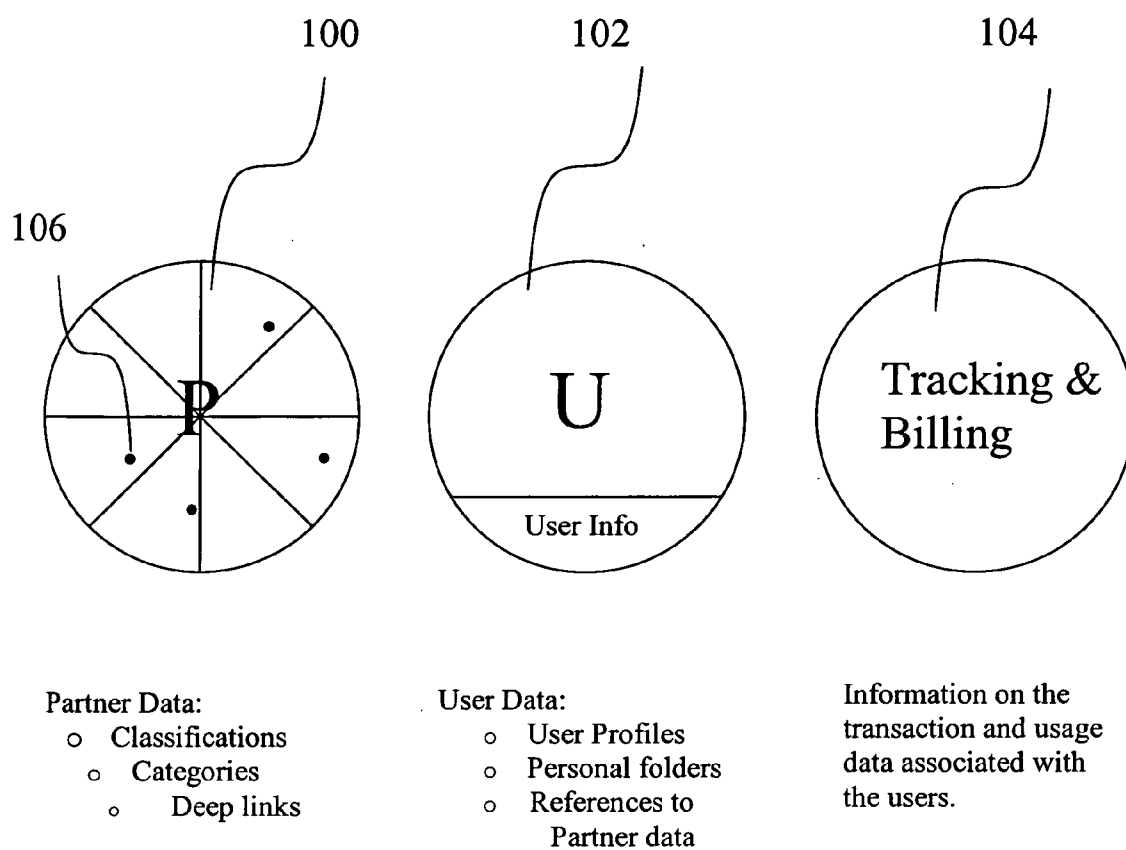 100
102
104
106
P
U
User Info
Tracking &
Billing
Partner Data:
Classifications
Categories
Deep links
User Data:
User Profiles
Personal folders
References to
Partner data
Information on the
transaction and usage
data associated with
the users.